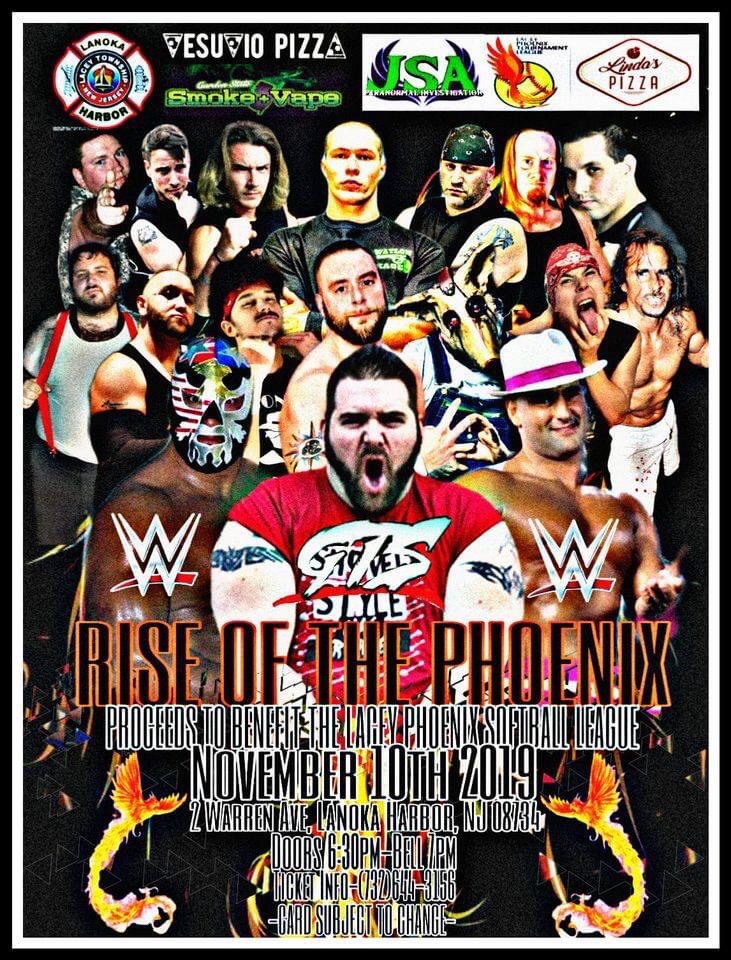 LANOKA
LACEY TOWNSHIP
NEW JERSEY
HARBOR
VESUVIO PIZZA
Garden State
Smoke + Vape
JSA
PARANORMAL INVESTIGATION
LACEY
PHOENIX
TOURNAMENT
LEAGUE
Linda's
PIZZA
W
W
STYLE
RISE OF THE PHOENIX
PROCEEDS TO BENEFIT THE LACEY PHOENIX SOFTBALL LEAGUE
NOVEMBER 10TH 2019
2 WARREN AVE, LANOKA HARBOR, NJ 08734
DOORS 6:30PM-BELL 7PM
TICKET INFO-(732)644-3156
-CARD SUBJECT TO CHANGE-